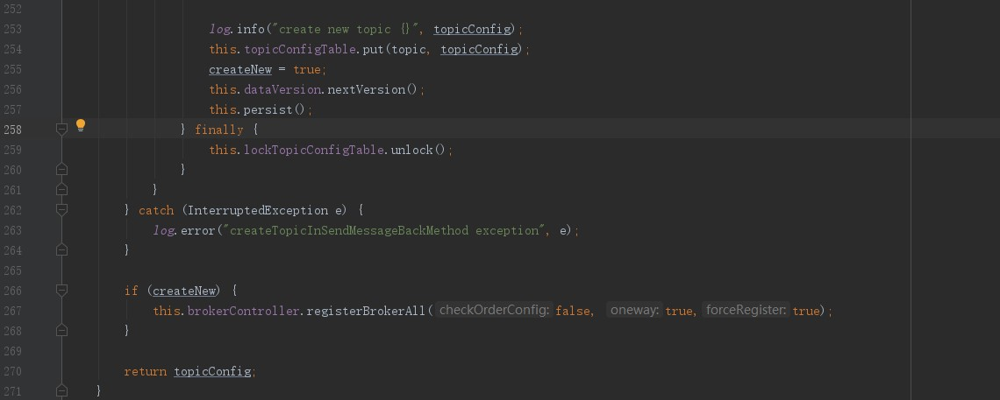 252
253 log.info("create new topic {}", topicConfig);
254 this.topicConfigTable.put(topic, topicConfig);
255 createNew = true;
256 this.dataVersion.nextVersion();
257 this.persist();
258 } finally {
259 this.lockTopicConfigTable.unlock();
260 }
261 }
262 } catch (InterruptedException e) {
263 log.error("createTopicInSendMessageBackMethod exception", e);
264 }
265
266 if (createNew) {
267 this.brokerController.registerBrokerAll( checkOrderConfig: false, oneway: true, forceRegister: true);
268 }
269
270 return topicConfig;
271 }